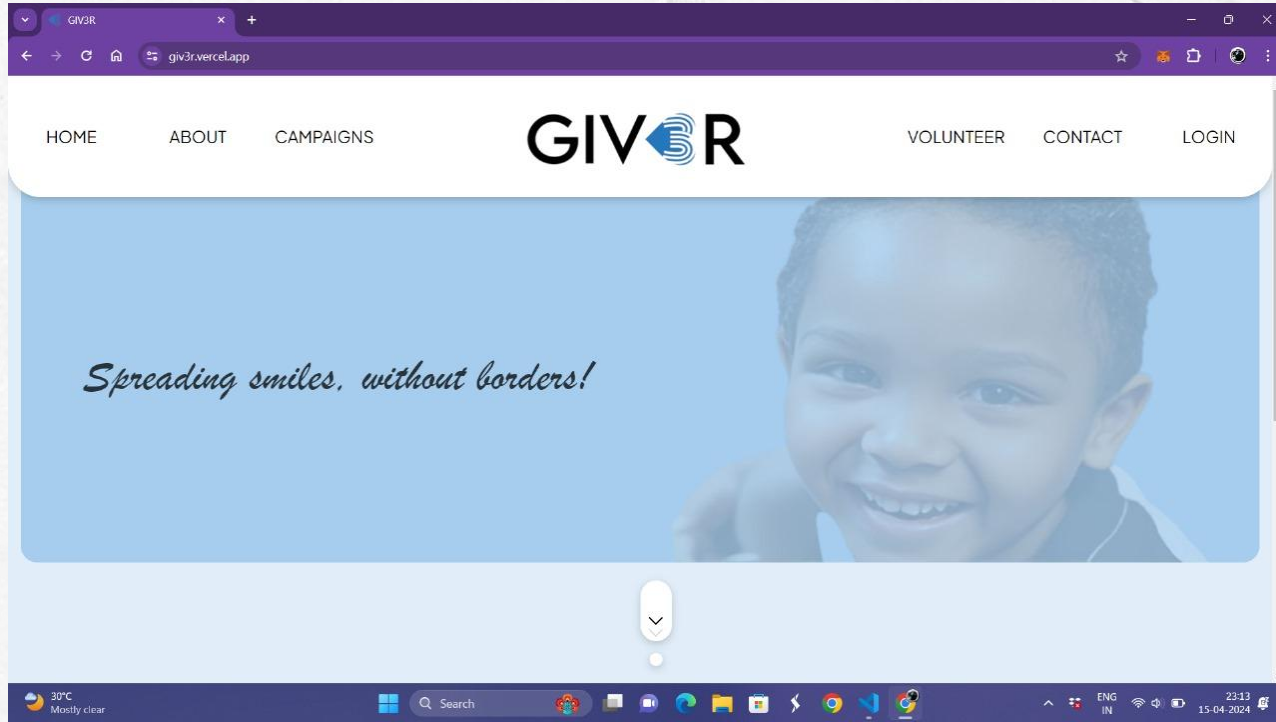 GIV3R
giv3r.vercel.app
HOME ABOUT CAMPAIGNS GIV3R VOLUNTEER CONTACT LOGIN
Spreading smiles, without borders!
30°C
Mostly clear
Search
ENG
IN
23:13
15-04-2024